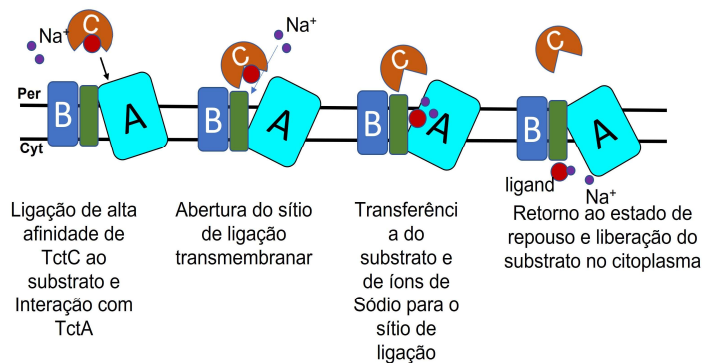 Na+
C
Per
B
A
Cyt
Ligação de alta
afinidade de
TctC ao
substrato e
Interação com
TctA
Na+
C
B
A
Abertura do sítio
de ligação
transmembranar
C
B
A
Transferênci
a do
substrato e
de íons de
Sódio para o
sítio de
ligação
C
B
A
ligand
Na+
Retorno ao estado de
repouso e liberação do
substrato no citoplasma